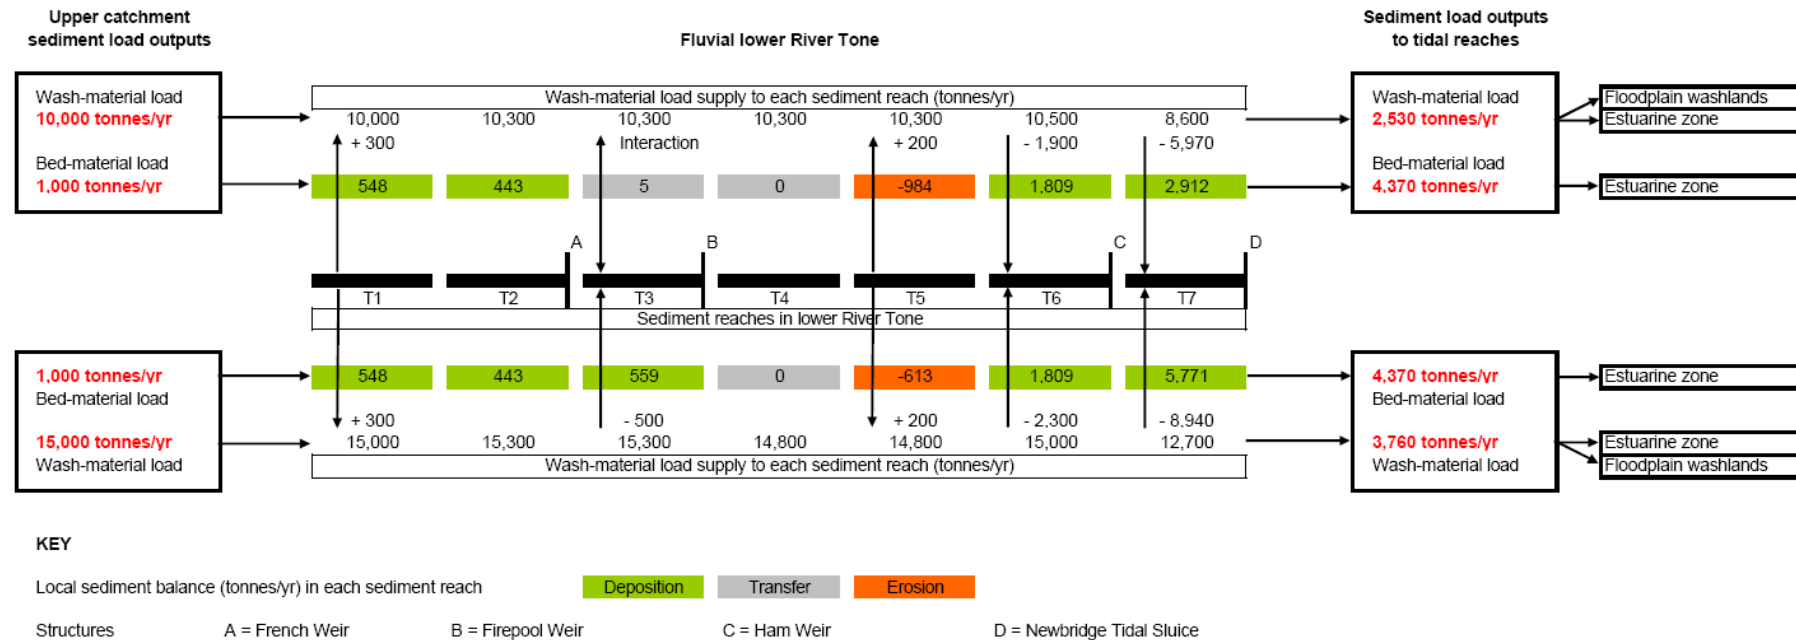 Upper catchment
sediment load outputs
Fluvial lower River Tone
Sediment load outputs
to tidal reaches
Wash-material load
10,000 tonnes/yr
Bed-material load
1,000 tonnes/yr
Wash-material load supply to each sediment reach (tonnes/yr)
10,000 10,300 10,300 10,300 10,300 10,500 8,600
+ 300 Interaction + 200 - 1,900 - 5,970
548 443 5 0 -984 1,809 2,912
Wash-material load
2,530 tonnes/yr
Bed-material load
4,370 tonnes/yr
Floodplain washlands
Estuarine zone
Estuarine zone
A B C D
T1 T2 T3 T4 T5 T6 T7
Sediment reaches in lower River Tone
1,000 tonnes/yr
Bed-material load
15,000 tonnes/yr
Wash-material load
548 443 559 0 -613 1,809 5,771
+ 300 - 500 + 200 - 2,300 - 8,940
15,000 15,300 15,300 14,800 14,800 15,000 12,700
Wash-material load supply to each sediment reach (tonnes/yr)
4,370 tonnes/yr
Bed-material load
3,760 tonnes/yr
Wash-material load
Estuarine zone
Estuarine zone
Floodplain washlands
KEY
Local sediment balance (tonnes/yr) in each sediment reach Deposition Transfer Erosion
Structures A = French Weir B = Firepool Weir C = Ham Weir D = Newbridge Tidal Sluice